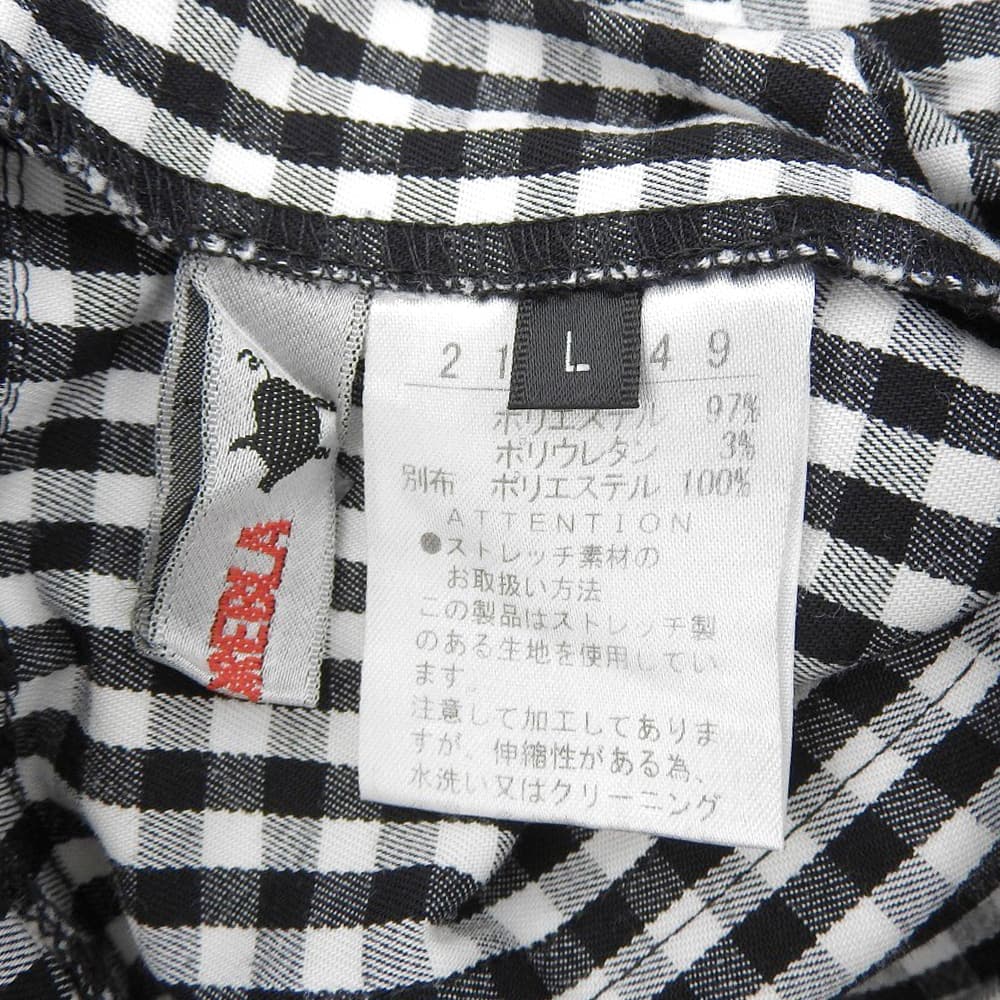 L
2 1 4 9
ポリエステル 97%
ポリウレタン 3%
別布 ポリエステル 100%
ATTENTION
●ストレッチ素材の
お取扱い方法
この製品はストレッチ製
のある生地を使用してい
ます。
注意して加工してありま
すが、伸縮性がある為、
水洗い又はクリーニング